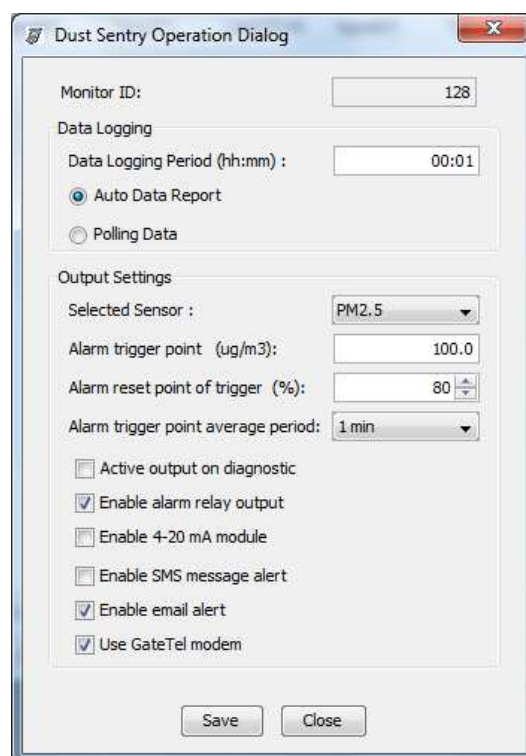 Dust Sentry Operation Dialog
Monitor ID: 128
Data Logging
Data Logging Period (hh:mm) : 00:01
Auto Data Report
Polling Data
Output Settings
Selected Sensor : PM2.5
Alarm trigger point (ug/m3): 100.0
Alarm reset point of trigger (%): 80
Alarm trigger point average period: 1 min
Active output on diagnostic
Enable alarm relay output
Enable 4-20 mA module
Enable SMS message alert
Enable email alert
Use GateTel modem
Save Close